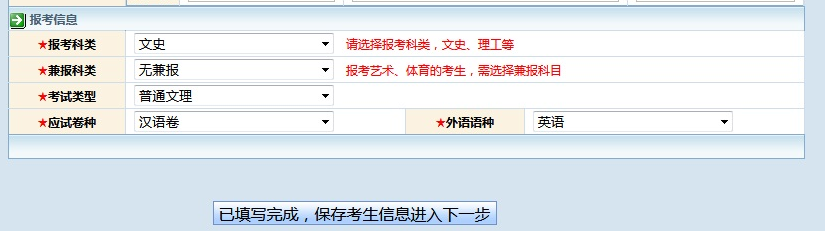 报考信息
★报考科类 文史 请选择报考科类，文史、理工等
★兼报科类 无兼报 报考艺术、体育的考生，需选择兼报科目
★考试类型 普通文理
★应试卷种 汉语卷 ★外语语种 英语
已填写完成，保存考生信息进入下一步